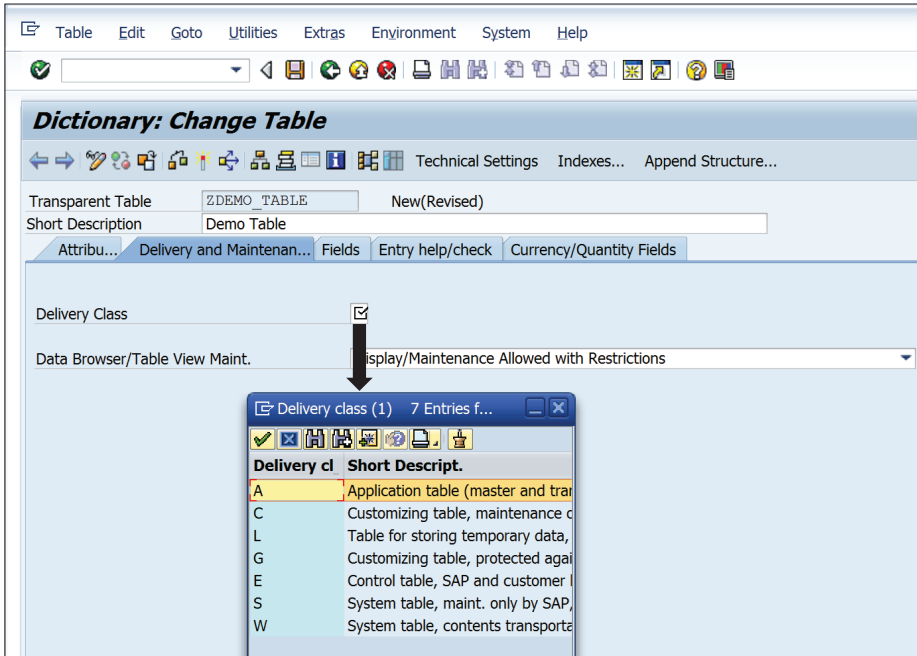 Table Edit Goto Utilities Extras Environment System Help
Dictionary: Change Table
Technical Settings Indexes... Append Structure...
Transparent Table ZDEMO_TABLE New(Revised)
Short Description Demo Table
Attribu... Delivery and Maintenan... Fields Entry help/check Currency/Quantity Fields
Delivery Class
Data Browser/Table View Maint. isplay/Maintenance Allowed with Restrictions
Delivery class (1) 7 Entries f...
Delivery cl Short Descript.
A Application table (master and tra
C Customizing table, maintenance
L Table for storing temporary data,
G Customizing table, protected agai
E Control table, SAP and customer
S System table, maint. only by SAP,
W System table, contents transporta